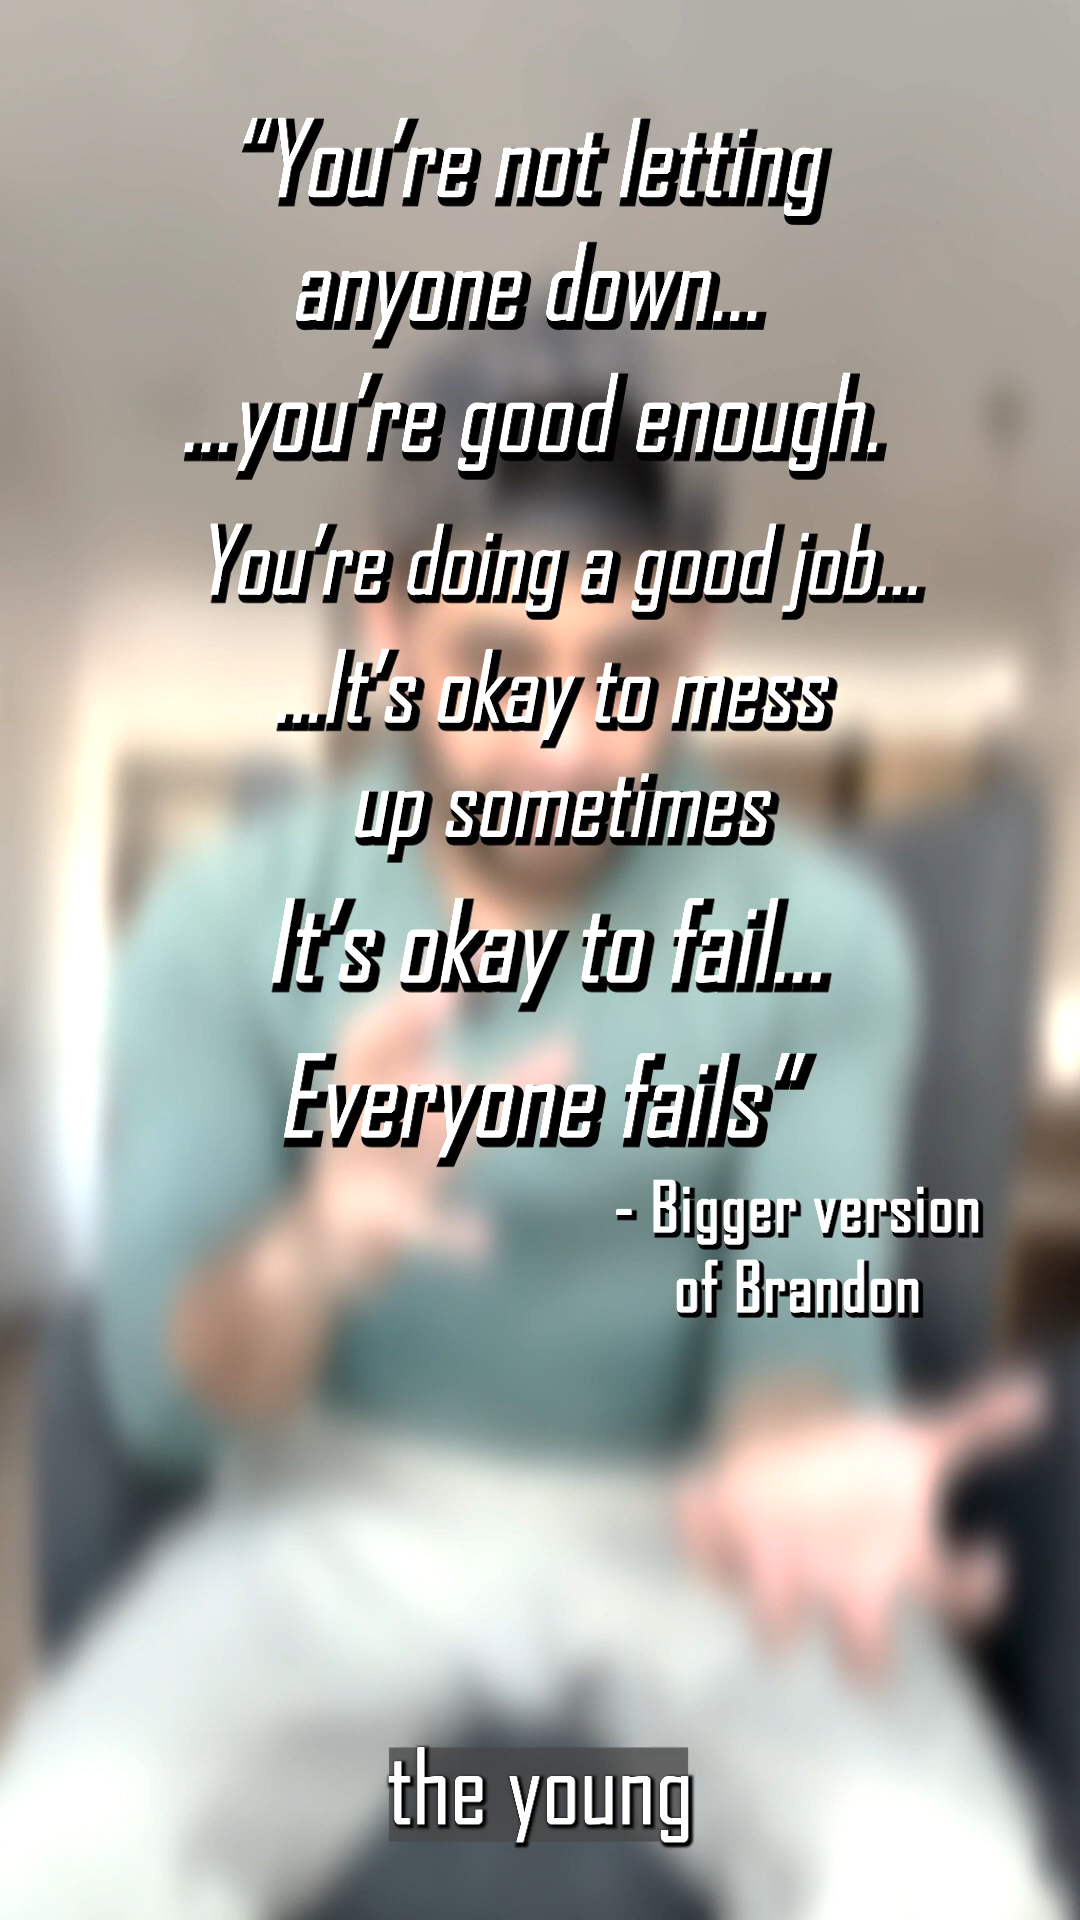 “You’re not letting
anyone down...
...you’re good enough.
You’re doing a good job...
...It’s okay to mess
up sometimes
It’s okay to fail...
Everyone fails”
- Bigger version
of Brandon
the young